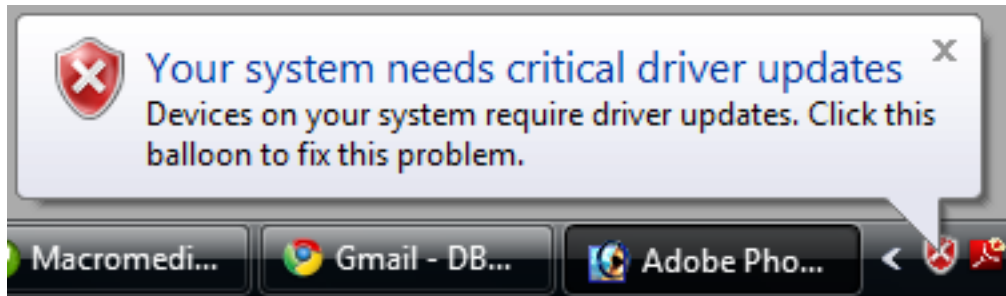 Your system needs critical driver updates
Devices on your system require driver updates. Click this
balloon to fix this problem.
Macromedi...
Gmail - DB...
Adobe Pho...